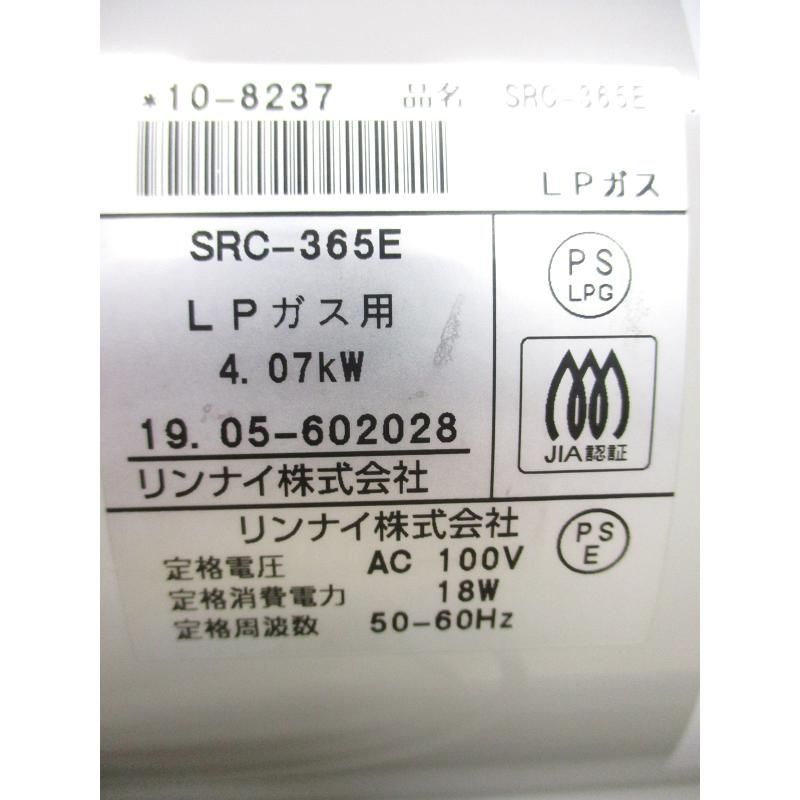 *10-8237 品名 SRC-365E
LPガス
SRC-365E
LPガス用
4.07kW
19.05-602028
リンナイ株式会社
PS
LPG
JIA認証
リンナイ株式会社
定格電圧 AC 100V
定格消費電力 18W
定格周波数 50-60Hz
PS
E